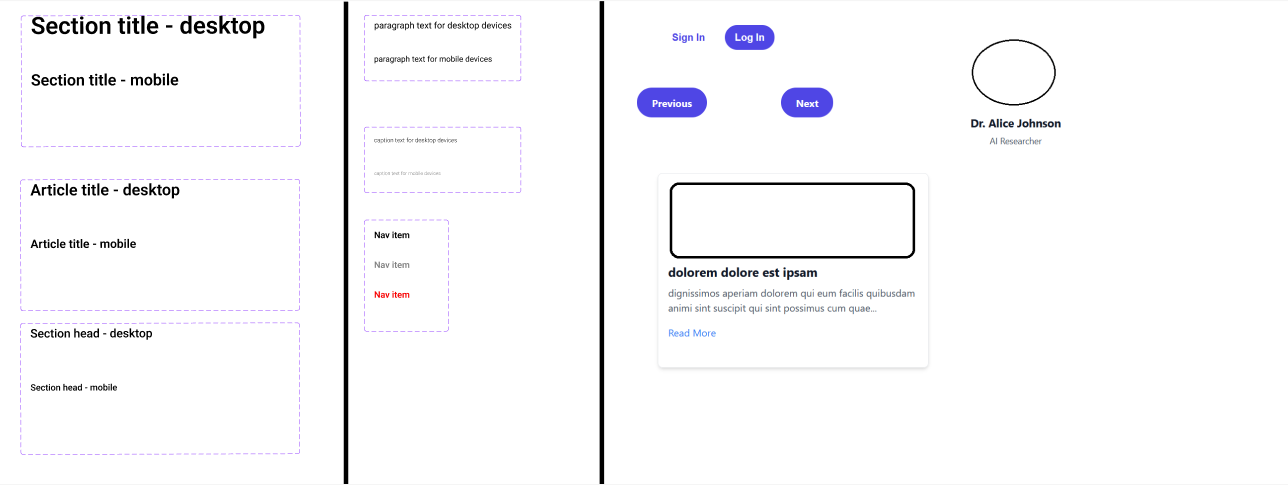 Section title - desktop
Section title - mobile
Article title - desktop
Article title - mobile
Section head - desktop
Section head - mobile
paragraph text for desktop devices
paragraph text for mobile devices
caption text for desktop devices
caption text for mobile devices
Nav item
Nav item
Nav item
Sign In
Log In
Previous
Next
Dr. Alice Johnson
AI Researcher
dolorem dolore est ipsam
dignissimos aperiam dolorem qui eum facilis quibusdam
animi sint suscipit qui sint possimus cum quae...
Read More